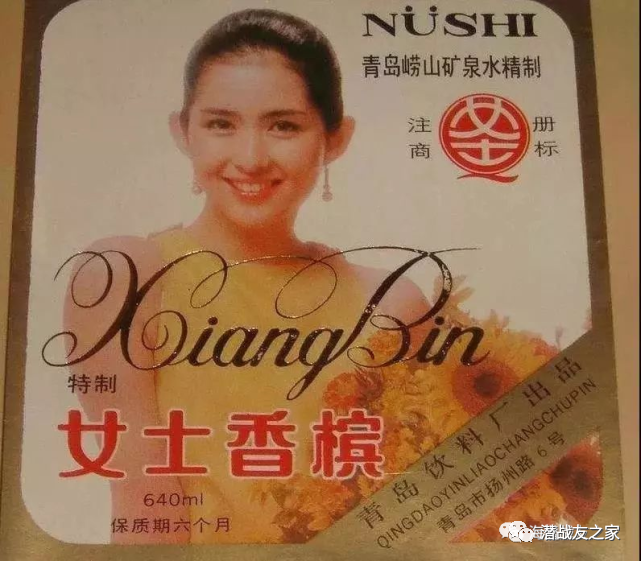 NÜSHI
青岛崂山矿泉水精制
注册
商标
女士
XiangBin
特制
女士香槟
640ml
保质期六个月
青岛饮料厂出品
QINGDAOYINLIAOCHANGCHUPIN
青岛市扬州路6号
海潜战友之家